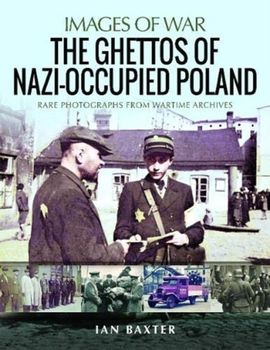 IMAGES OF WAR
THE GHETTOS OF
NAZI-OCCUPIED POLAND
RARE PHOTOGRAPHS FROM WARTIME ARCHIVES
IAN BAXTER